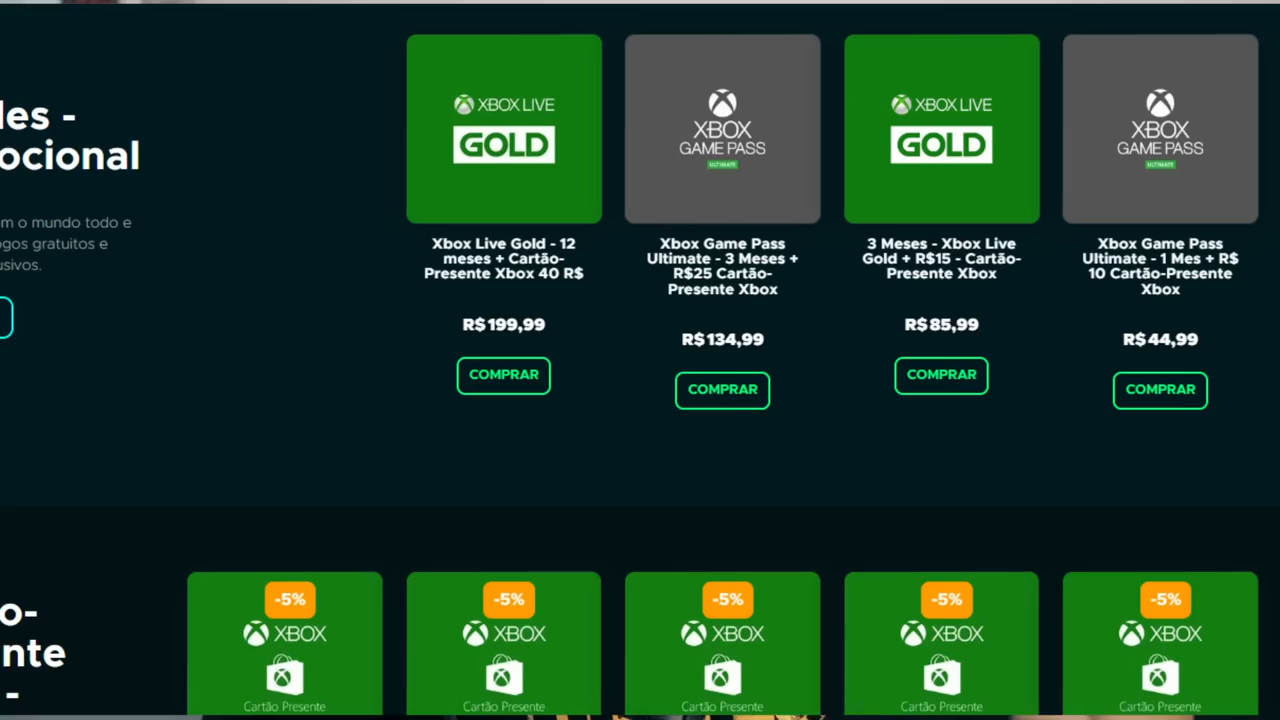 les -
ocional
m o mundo todo e
ogos gratuitos e
usivos.
XBOX LIVE
GOLD
Xbox Live Gold - 12
meses + Cartão-
Presente Xbox 40 R$
R$199,99
COMPRAR
XBOX
GAME PASS
ULTIMATE
Xbox Game Pass
Ultimate - 3 Meses +
R$25 Cartão-
Presente Xbox
R$134,99
COMPRAR
XBOX LIVE
GOLD
3 Meses - Xbox Live
Gold + R$15 - Cartão-
Presente Xbox
R$85,99
COMPRAR
XBOX
GAME PASS
ULTIMATE
Xbox Game Pass
Ultimate - 1 Mes + R$
10 Cartão-Presente
Xbox
R$44,99
COMPRAR
o-
nte
-
-5%
XBOX
Cartão Presente
-5%
XBOX
Cartão Presente
-5%
XBOX
Cartão Presente
-5%
XBOX
Cartão Presente
-5%
XBOX
Cartão Presente